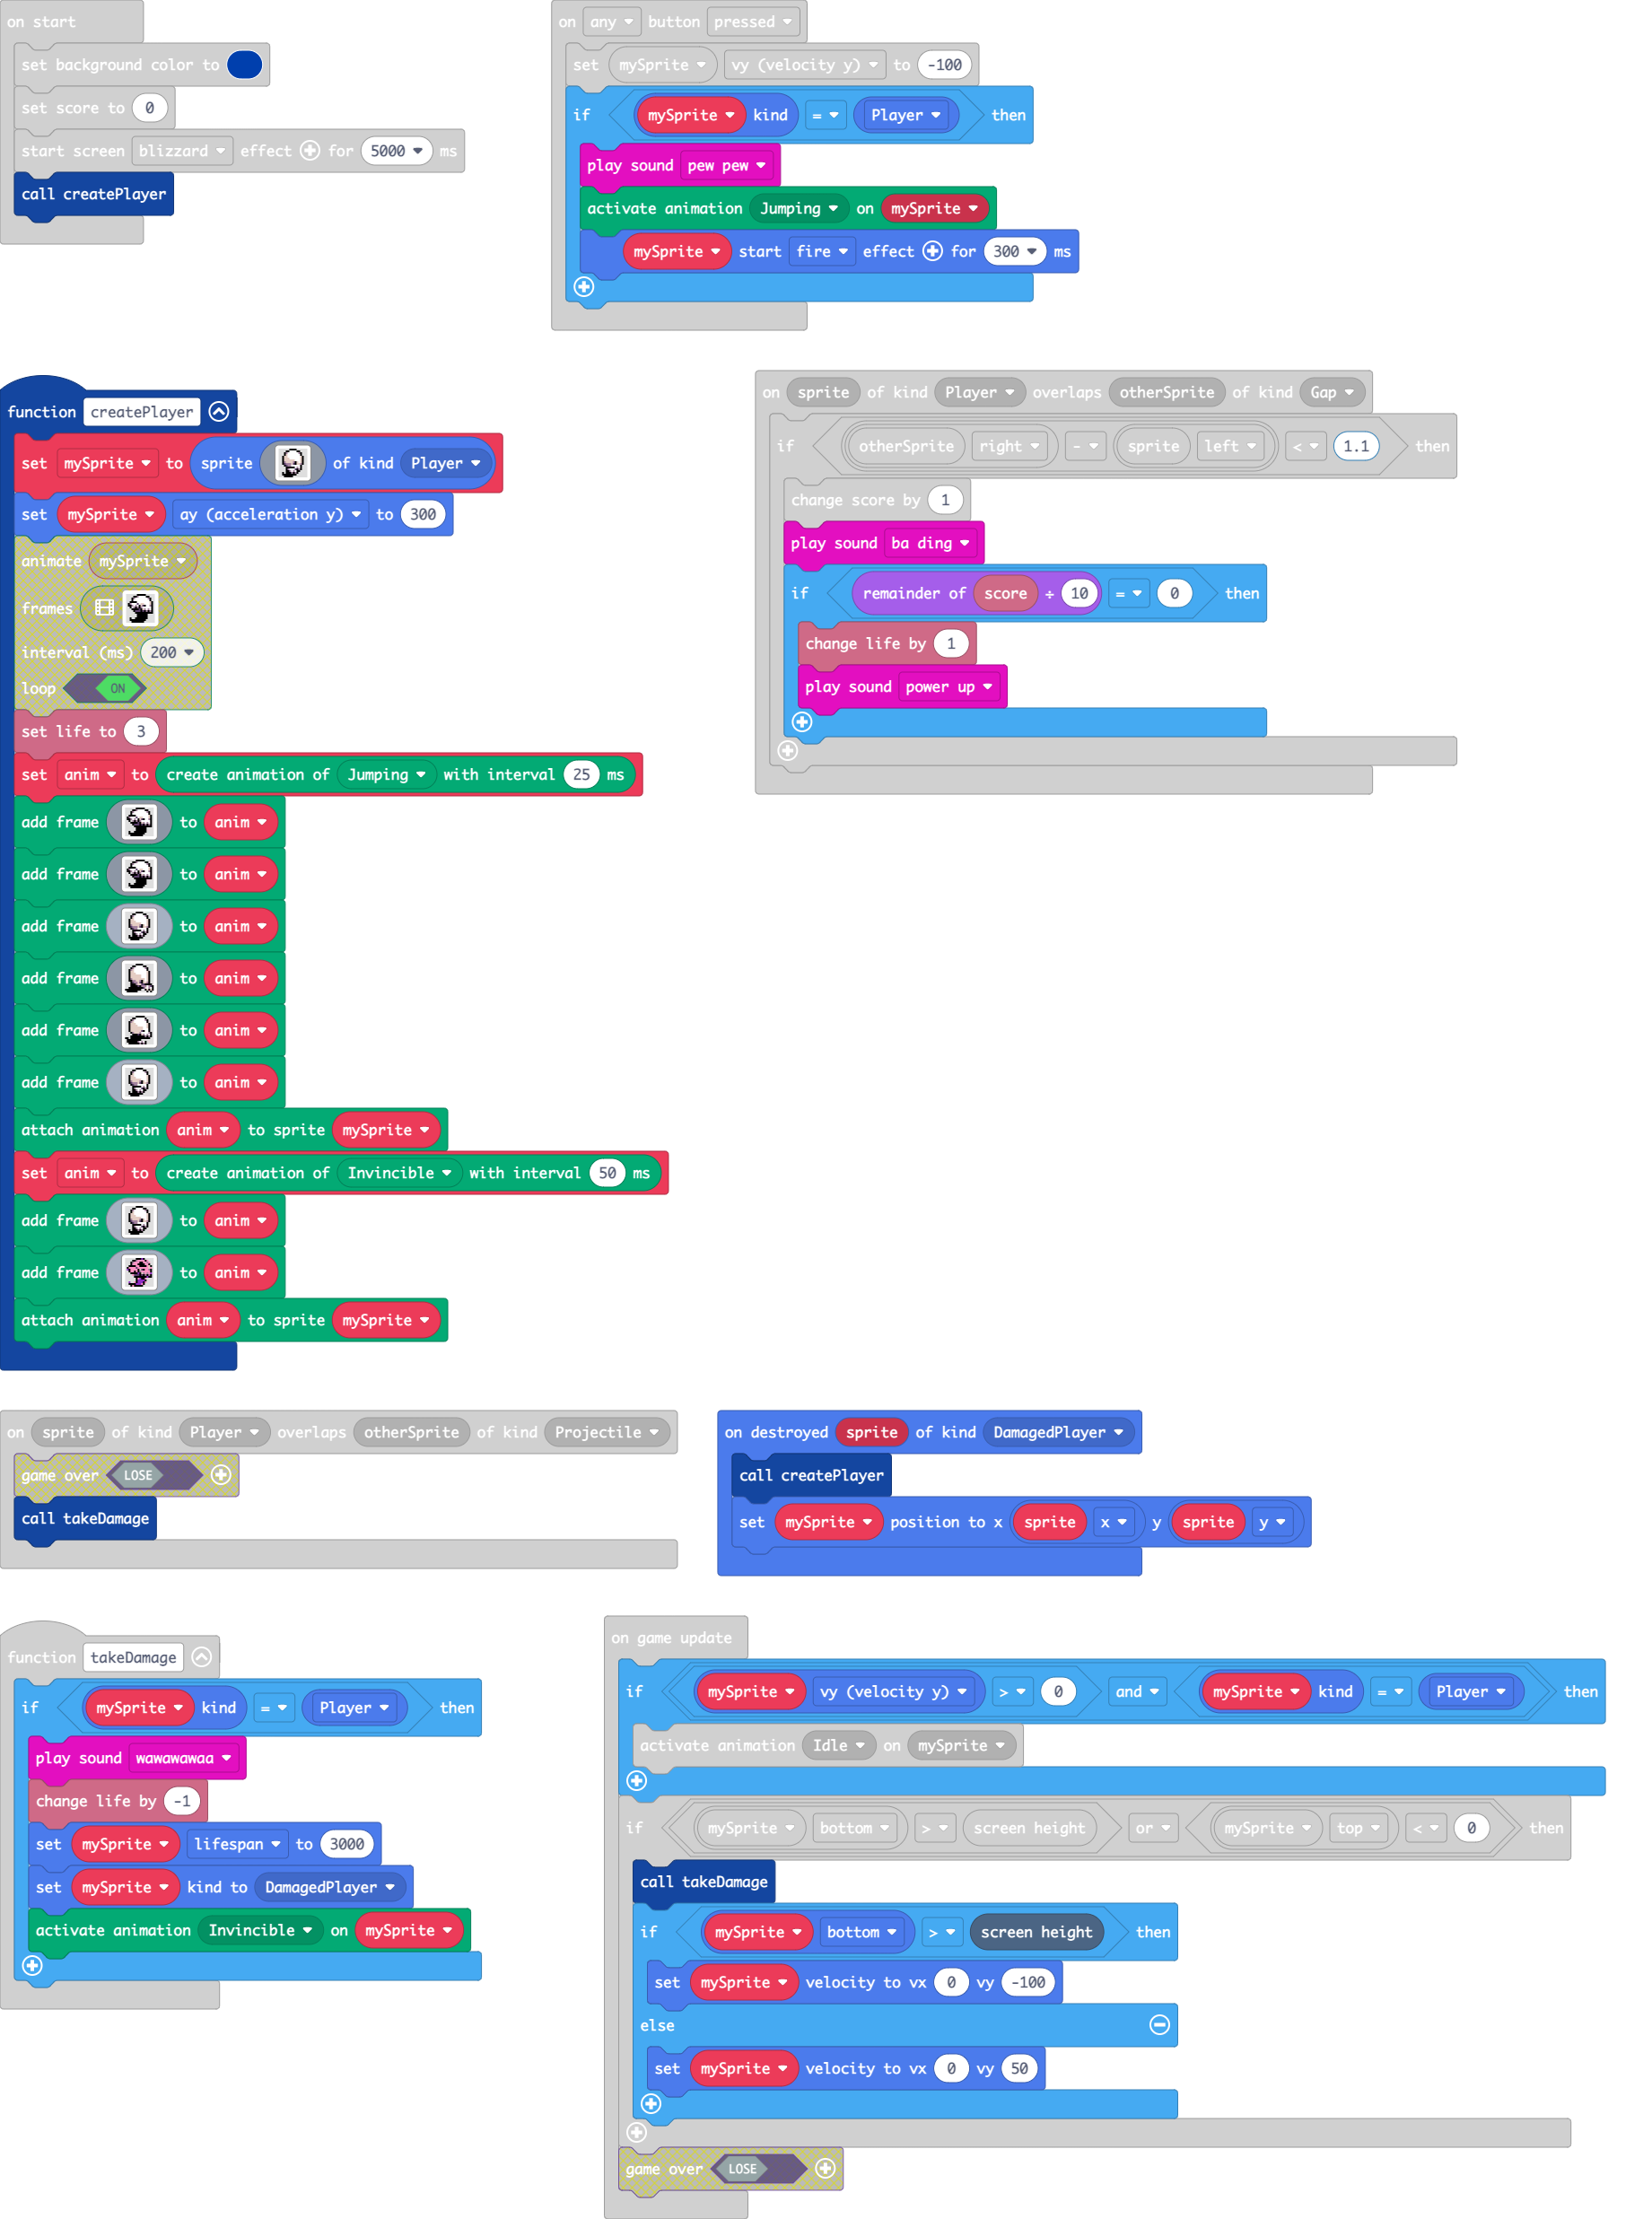 on start
set background color to
set score to 0
start screen blizzard effect for 5000 ms
call createPlayer
on any button pressed
set mySprite vy (velocity y) to -100
if mySprite kind = Player then
play sound pew pew
activate animation Jumping on mySprite
mySprite start fire effect for 300 ms
function createPlayer
set mySprite to sprite of kind Player
set mySprite ay (acceleration y) to 300
animate mySprite
frames
interval (ms) 200
loop ON
set life to 3
set anim to create animation of Jumping with interval 25 ms
add frame to anim
add frame to anim
add frame to anim
add frame to anim
add frame to anim
add frame to anim
attach animation anim to sprite mySprite
set anim to create animation of Invincible with interval 50 ms
add frame to anim
add frame to anim
attach animation anim to sprite mySprite
on sprite of kind Player overlaps otherSprite of kind Gap
if otherSprite right - sprite left < 1.1 then
change score by 1
play sound ba ding
if remainder of score ÷ 10 = 0 then
change life by 1
play sound power up
on sprite of kind Player overlaps otherSprite of kind Projectile
game over LOSE
call takeDamage
on destroyed sprite of kind DamagedPlayer
call createPlayer
set mySprite position to x sprite x y sprite y
function takeDamage
if mySprite kind = Player then
play sound wawawawaa
change life by -1
set mySprite lifespan to 3000
set mySprite kind to DamagedPlayer
activate animation Invincible on mySprite
on game update
if mySprite vy (velocity y) > 0 and mySprite kind = Player then
activate animation Idle on mySprite
if mySprite bottom > screen height or mySprite top < 0 then
call takeDamage
if mySprite bottom > screen height then
set mySprite velocity to vx 0 vy -100
else
set mySprite velocity to vx 0 vy 50
game over LOSE